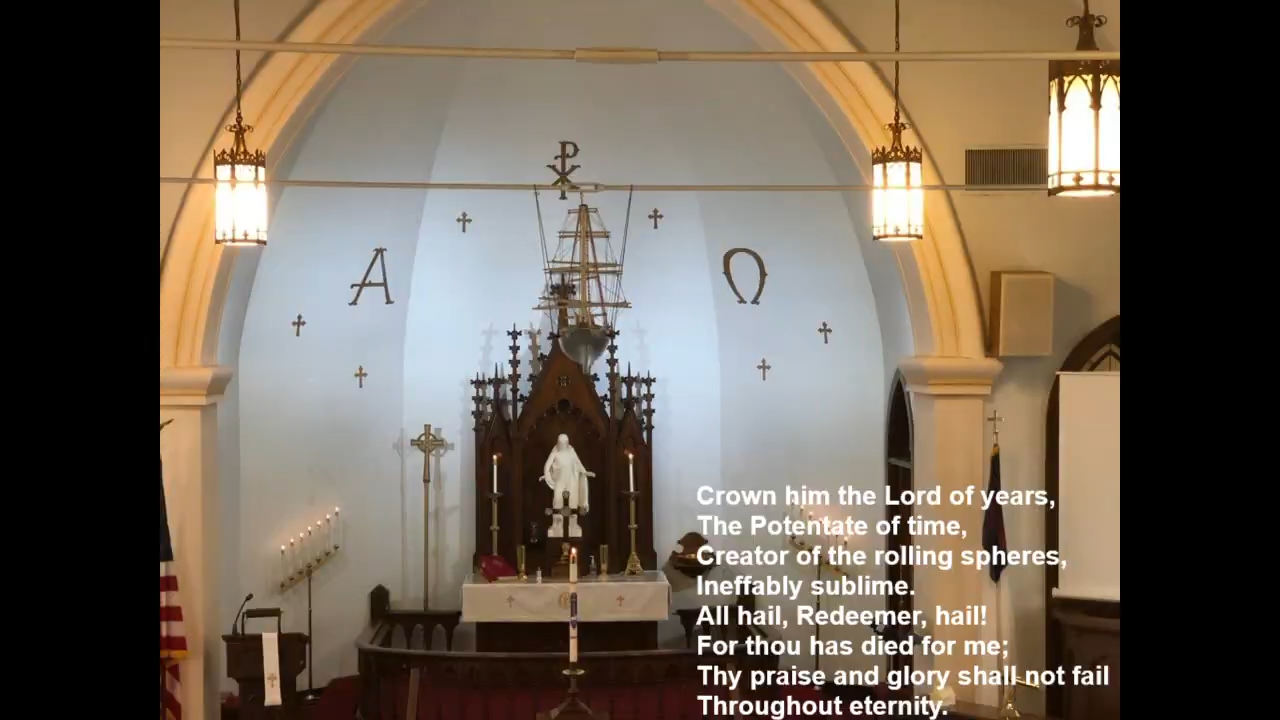 ☧
Α Ω
Crown him the Lord of years,
The Potentate of time,
Creator of the rolling spheres,
Ineffably sublime.
All hail, Redeemer, hail!
For thou has died for me;
Thy praise and glory shall not fail
Throughout eternity.